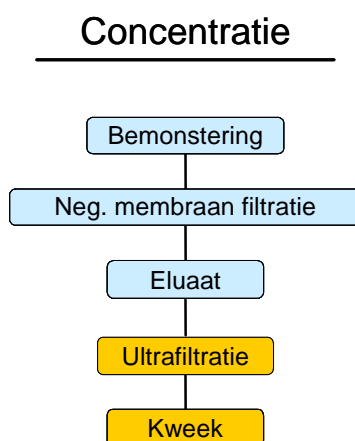 Concentratie
Bemonstering
Neg. membraan filtratie
Eluaat
Ultrafiltratie
Kweek